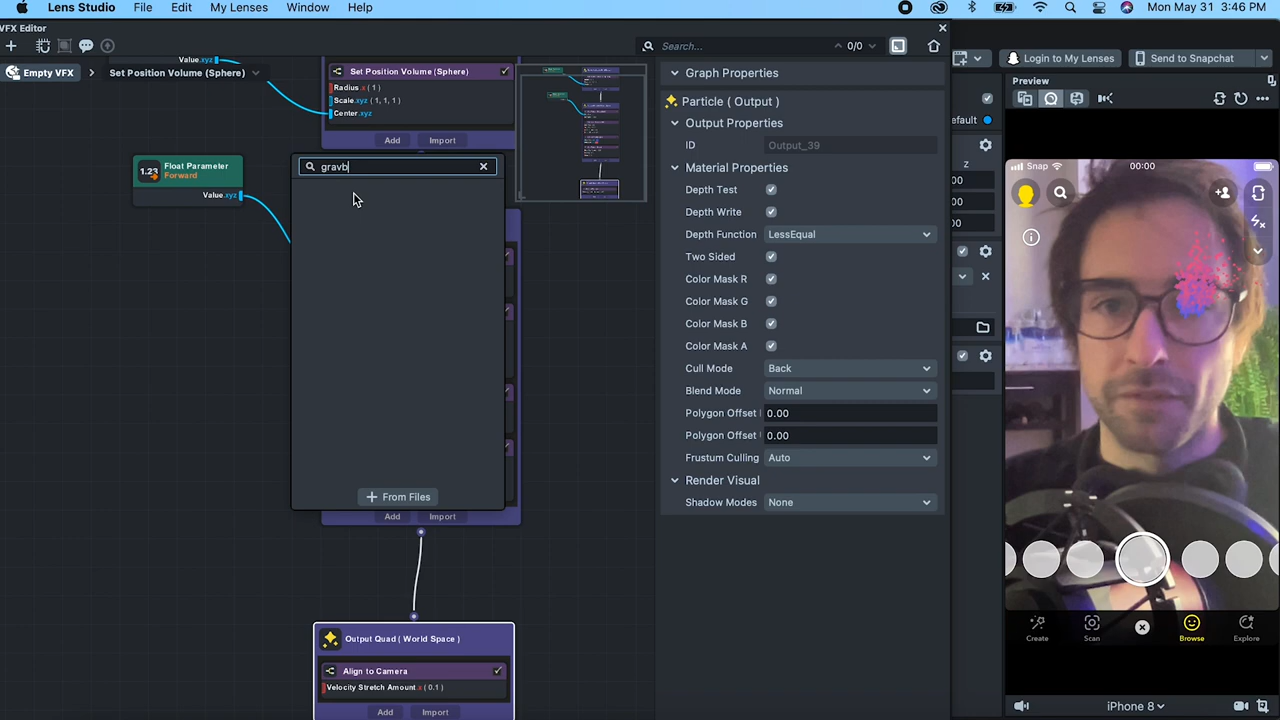 Lens Studio File Edit My Lenses Window Help Mon May 31 3:46 PM
VFX Editor
Search... 0/0 Login to My Lenses Send to Snapchat
Empty VFX Set Position Volume (Sphere)
Value.xyz
Set Position Volume (Sphere)
Radius.x ( 1 )
Scale.xyz ( 1, 1, 1 )
Center.xyz
Add Import
1.23 Float Parameter
Forward
Value.xyz
gravb
From Files
Add Import
Output Quad ( World Space )
Align to Camera
Velocity Stretch Amount.x ( 0.1 )
Add Import
Graph Properties
Particle ( Output )
Output Properties
ID Output_39
Material Properties
Depth Test
Depth Write
Depth Function LessEqual
Two Sided
Color Mask R
Color Mask G
Color Mask B
Color Mask A
Cull Mode Back
Blend Mode Normal
Polygon Offset 0.00
Polygon Offset 0.00
Frustum Culling Auto
Render Visual
Shadow Modes None
efault
Z
00
00
00
Preview
Snap 00:00
Create Scan Browse Explore
iPhone 8